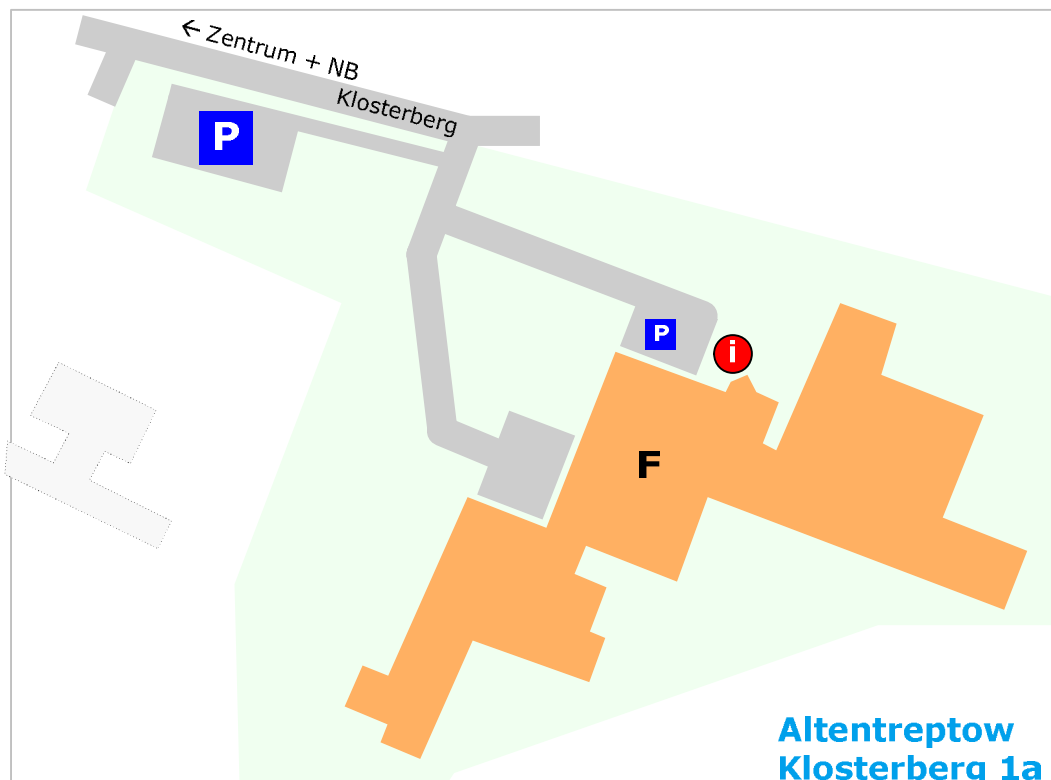 ← Zentrum + NB
Klosterberg
P
P
i
F
Altentreptow
Klosterberg 1a